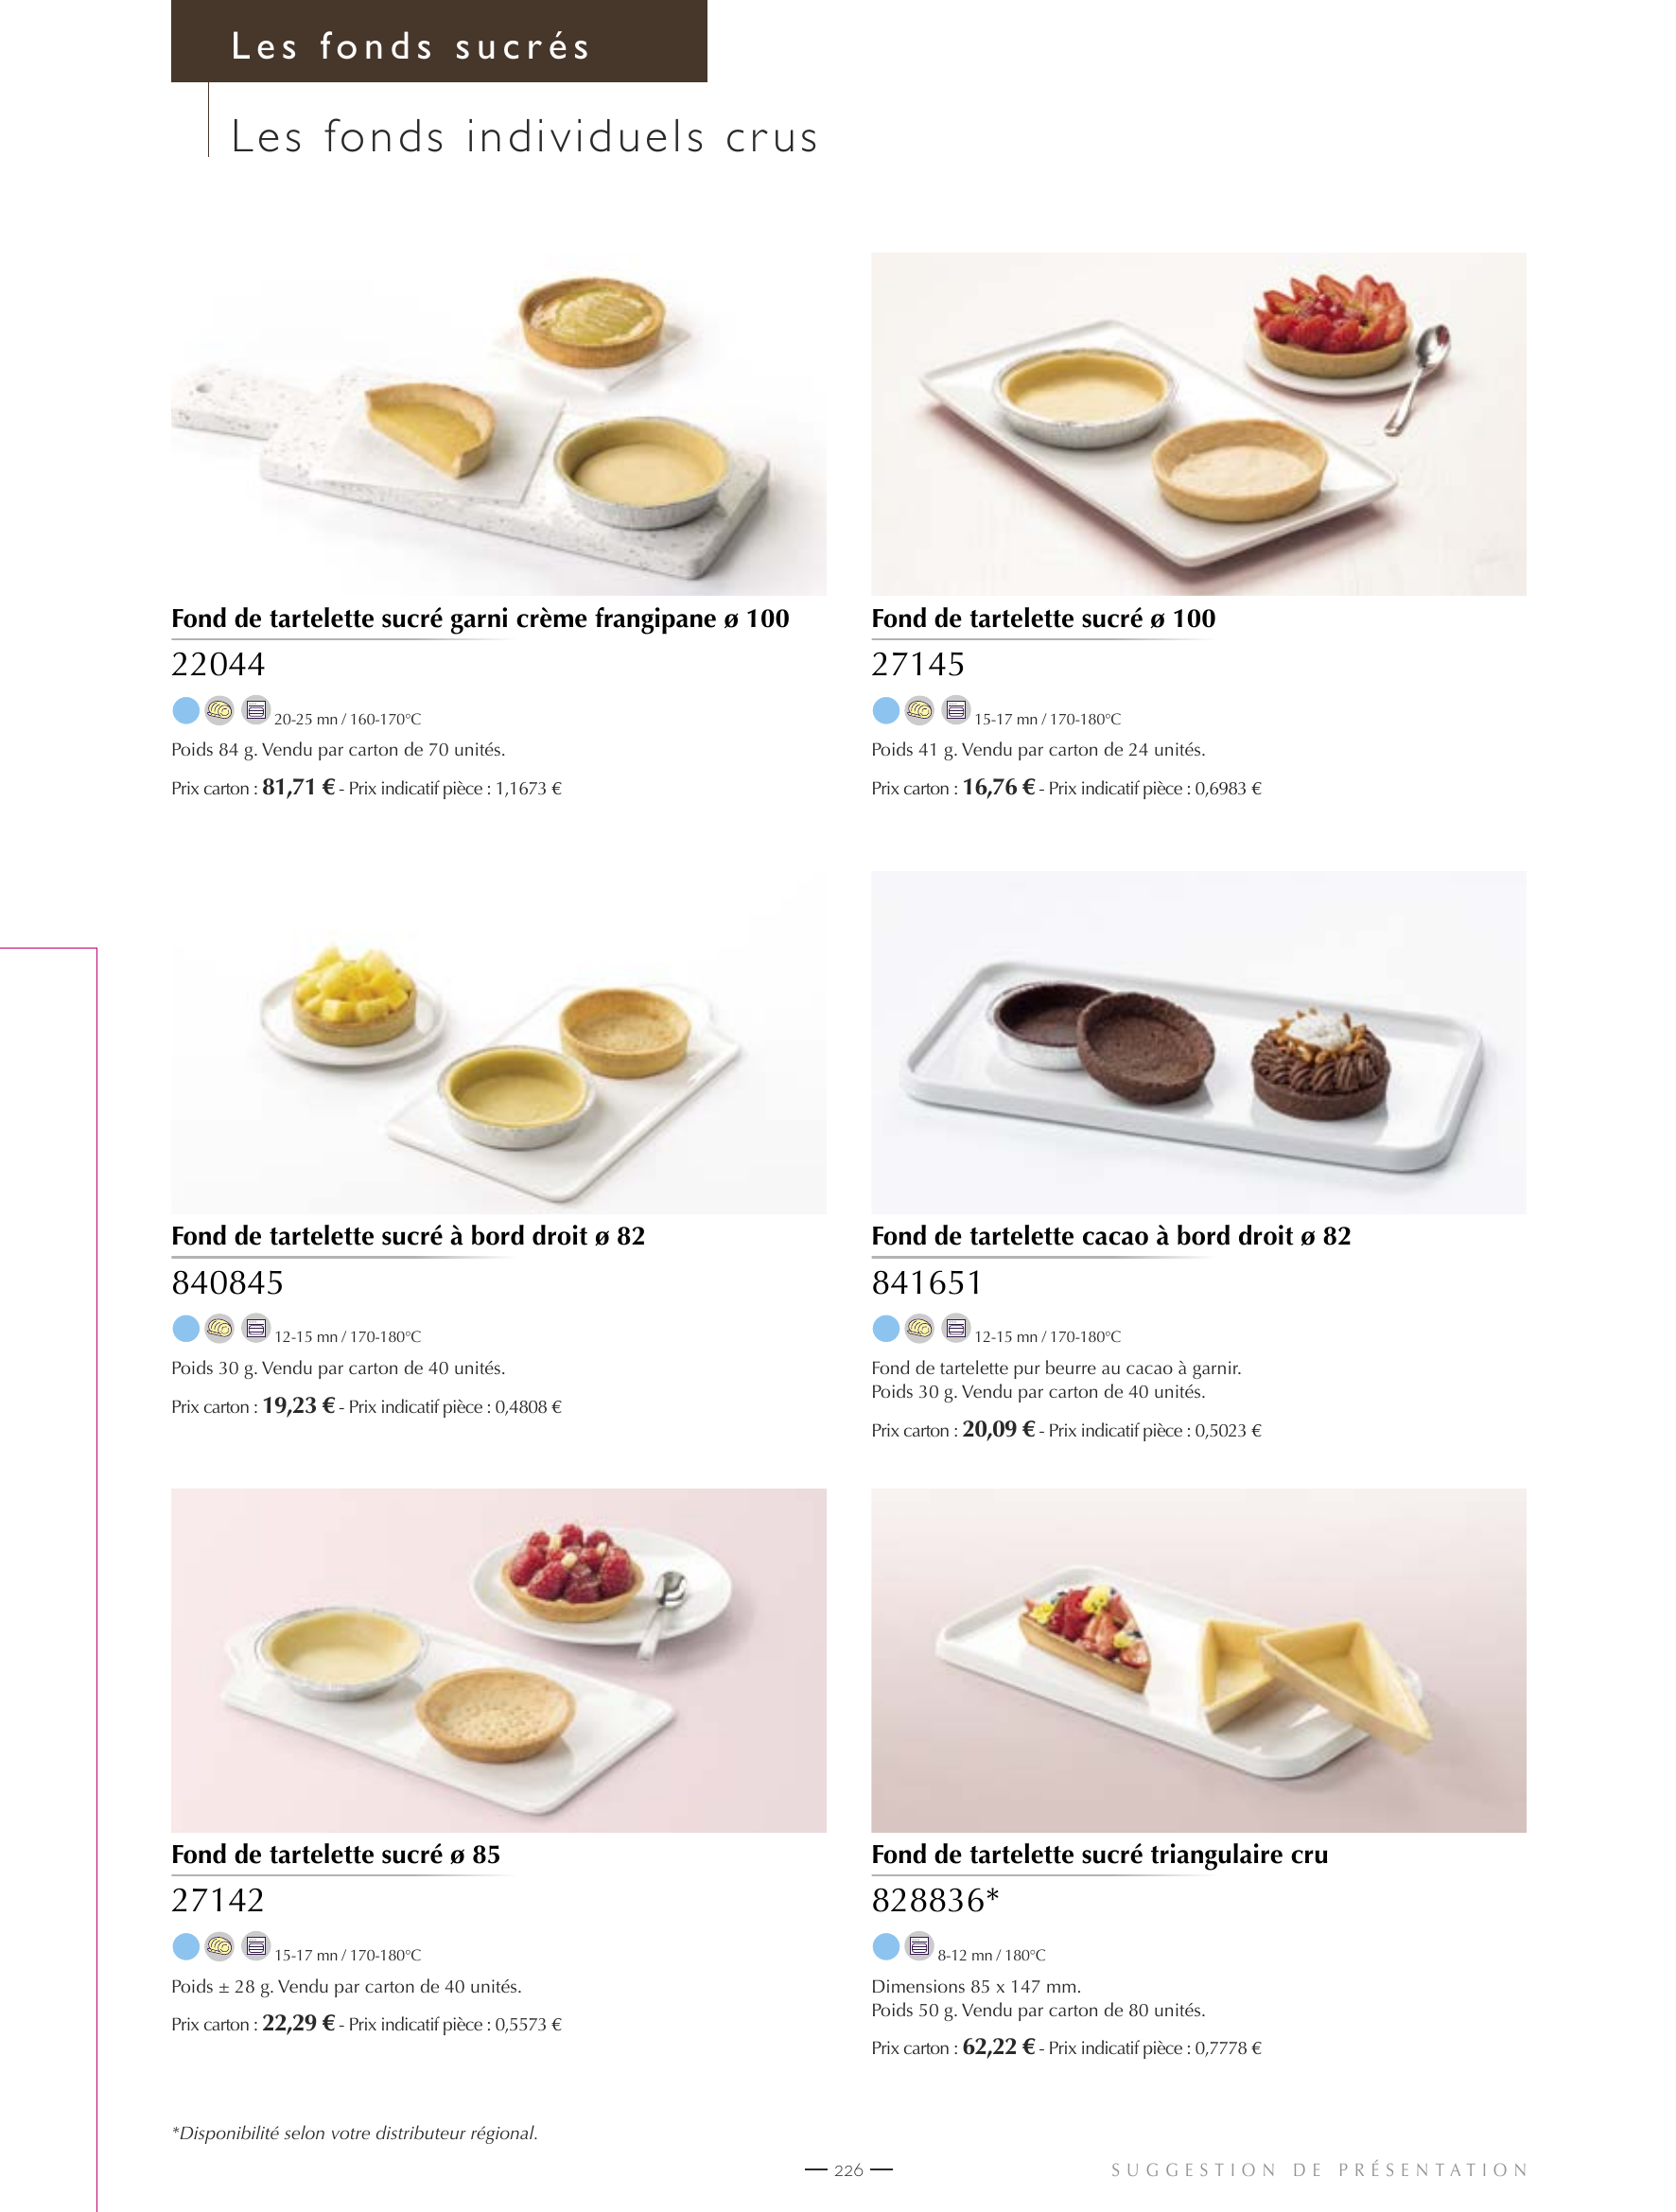 Les fonds sucrés
Les fonds individuels crus
Fond de tartelette sucré garni crème frangipane ø 100
22044
20-25 mn / 160-170°C
Poids 84 g. Vendu par carton de 70 unités.
Prix carton : 81,71 € - Prix indicatif pièce : 1,1673 €
Fond de tartelette sucré ø 100
27145
15-17 mn / 170-180°C
Poids 41 g. Vendu par carton de 24 unités.
Prix carton : 16,76 € - Prix indicatif pièce : 0,6983 €
Fond de tartelette sucré à bord droit ø 82
840845
12-15 mn / 170-180°C
Poids 30 g. Vendu par carton de 40 unités.
Prix carton : 19,23 € - Prix indicatif pièce : 0,4808 €
Fond de tartelette cacao à bord droit ø 82
841651
12-15 mn / 170-180°C
Fond de tartelette pur beurre au cacao à garnir.
Poids 30 g. Vendu par carton de 40 unités.
Prix carton : 20,09 € - Prix indicatif pièce : 0,5023 €
Fond de tartelette sucré ø 85
27142
15-17 mn / 170-180°C
Poids ± 28 g. Vendu par carton de 40 unités.
Prix carton : 22,29 € - Prix indicatif pièce : 0,5573 €
Fond de tartelette sucré triangulaire cru
828836*
8-12 mn / 180°C
Dimensions 85 x 147 mm.
Poids 50 g. Vendu par carton de 80 unités.
Prix carton : 62,22 € - Prix indicatif pièce : 0,7778 €
*Disponibilité selon votre distributeur régional.
226
SUGGESTION DE PRÉSENTATION